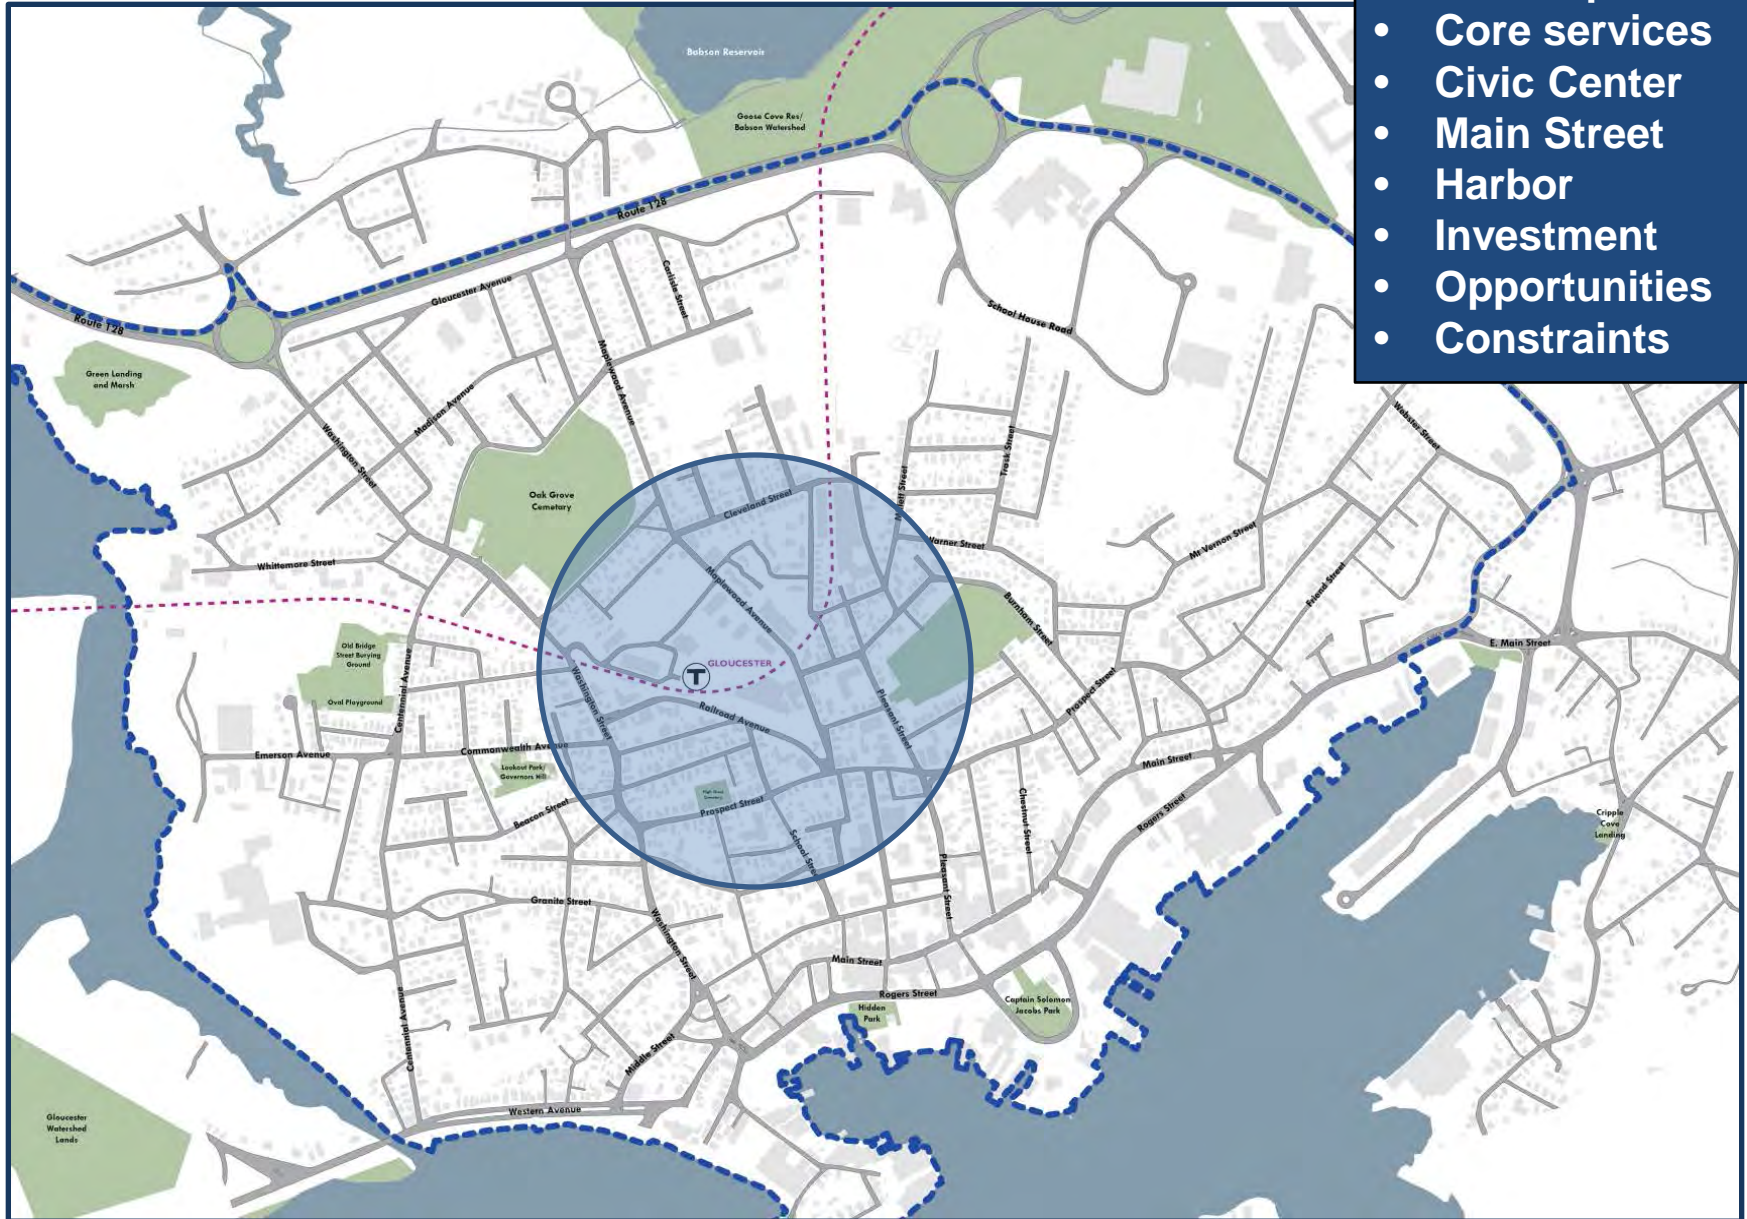 • Core services
• Civic Center
• Main Street
• Harbor
• Investment
• Opportunities
• Constraints
Babson Reservoir
Goose Cove Res/
Babson Watershed
Route 128
Route 128
Gloucester Avenue
Carlisle Street
School House Road
Green Landing
and Marsh
Madison Avenue
Maplewood Avenue
Washington Street
Webster Street
Trask Street
Oak Grove
Cemetary
Cleveland Street
Warner Street
Mt Vernon Street
Whittemore Street
Maplewood Avenue
Burnham Street
Friend Street
Old Bridge
Street Burying
Ground
Oval Playground
Centennial Avenue
GLOUCESTER
T
Washington Street
Railroad Avenue
Pleasant Street
Prospect Street
E. Main Street
Emerson Avenue
Commonwealth Avenue
Lookout Park/
Governors Hill
Main Street
Beacon Street
Prospect Street
School Street
Chestnut Street
Rogers Street
Cripple
Cove
Landing
Pleasant Street
Granite Street
Washington Street
Main Street
Rogers Street
Hidden
Park
Captain Solomon
Jacobs Park
Centennial Avenue
Middle Street
Western Avenue
Gloucester
Watershed
Lands